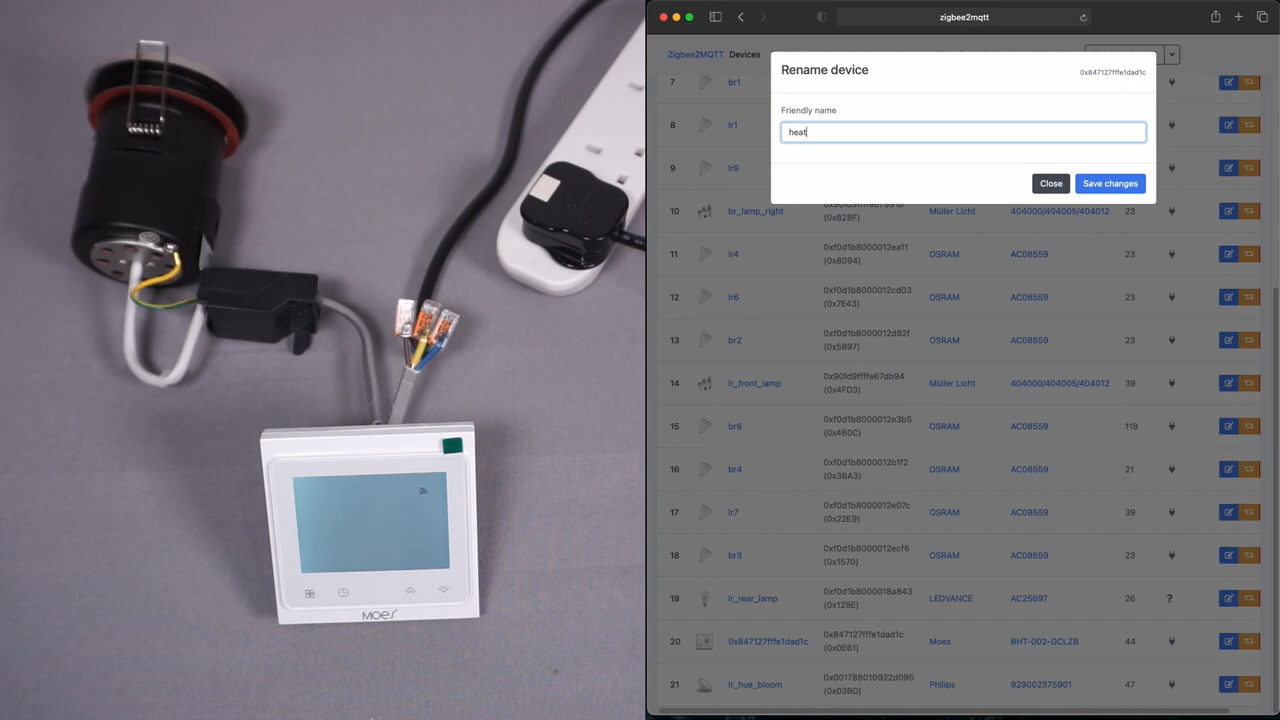 Moes
zigbee2mqtt
Zigbee2MQTT Devices
Rename device
0x847127fffe1dad1c
Friendly name
heat
Close Save changes
7 br1
8 lr1
9 lr9
10 br_lamp_right (0x828F) Müller Licht 404000/404005/404012 23
11 lr4 0xf0d1b8000012ea11 (0x8094) OSRAM AC08559 23
12 lr6 0xf0d1b8000012cd03 (0x7E43) OSRAM AC08559 23
13 br2 0xf0d1b8000012d82f (0x5897) OSRAM AC08559 23
14 lr_front_lamp 0x90fd9ffffe67db94 (0x4FD3) Müller Licht 404000/404005/404012 39
15 br6 0xf0d1b8000012e3b5 (0x460C) OSRAM AC08559 118
16 br4 0xf0d1b8000012b1f2 (0x3BA3) OSRAM AC08559 21
17 lr7 0xf0d1b8000012e07c (0x22E9) OSRAM AC08559 39
18 br3 0xf0d1b8000012ecf6 (0x1570) OSRAM AC08559 23
19 lr_rear_lamp 0xf0d1b8000018a843 (0x129E) LEDVANCE AC25697 26 ?
20 0x847127fffe1dad1c 0x847127fffe1dad1c (0x0E61) Moes BHT-002-GCLZB 44
21 lr_hue_bloom 0x001788010922d095 (0x03BD) Philips 929002375901 47